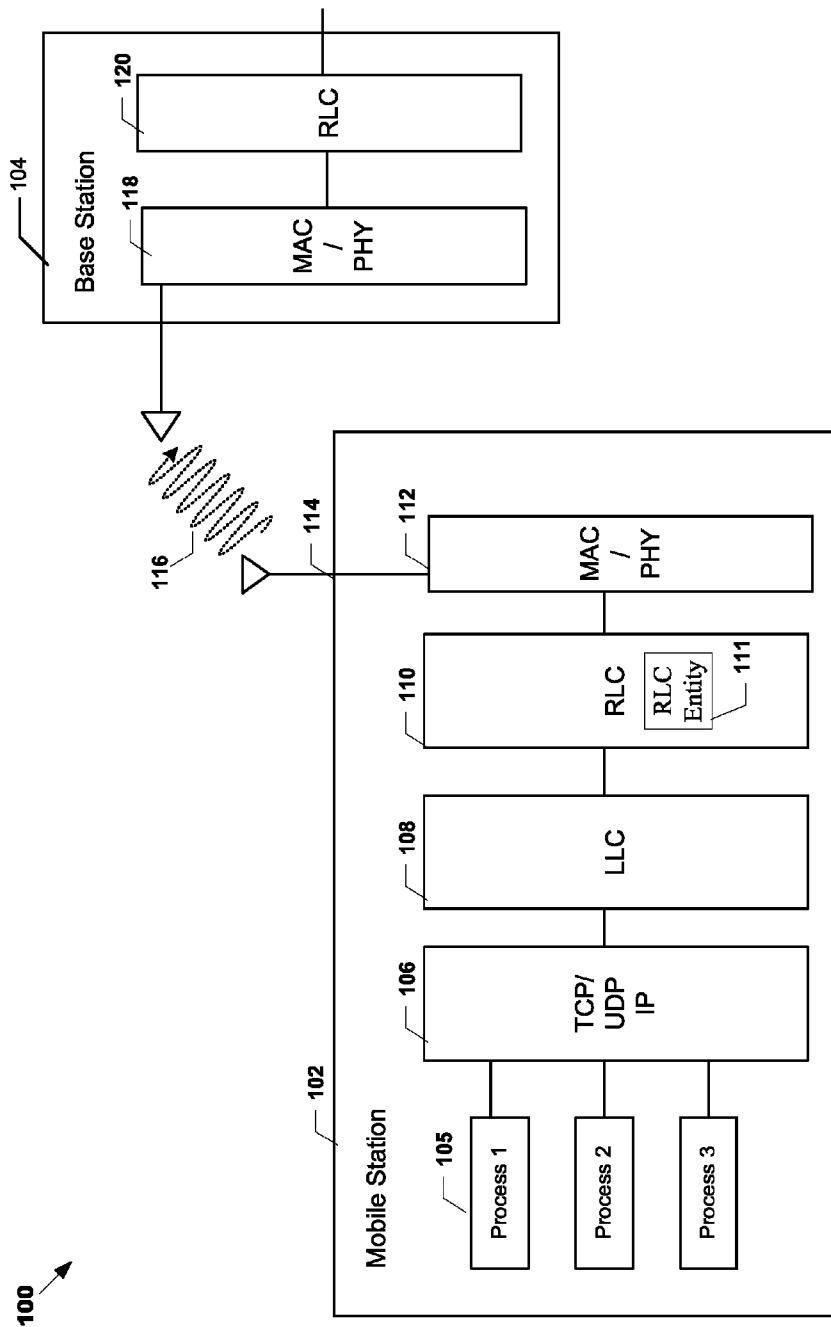 100
Mobile Station
102
105
Process 1
Process 2
Process 3
106
TCP/
UDP
IP
108
LLC
110
RLC
RLC
Entity
111
112
MAC
/
PHY
114
116
104
Base Station
118
MAC
/
PHY
120
RLC